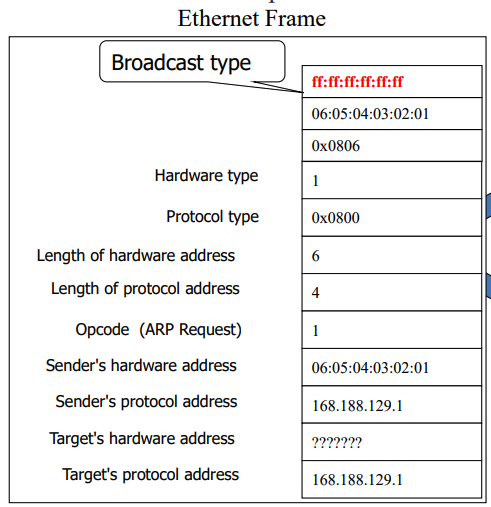 Ethernet Frame
Broadcast type
ff:ff:ff:ff:ff:ff
06:05:04:03:02:01
0x0806
Hardware type 1
Protocol type 0x0800
Length of hardware address 6
Length of protocol address 4
Opcode (ARP Request) 1
Sender's hardware address 06:05:04:03:02:01
Sender's protocol address 168.188.129.1
Target's hardware address ???????
Target's protocol address 168.188.129.1